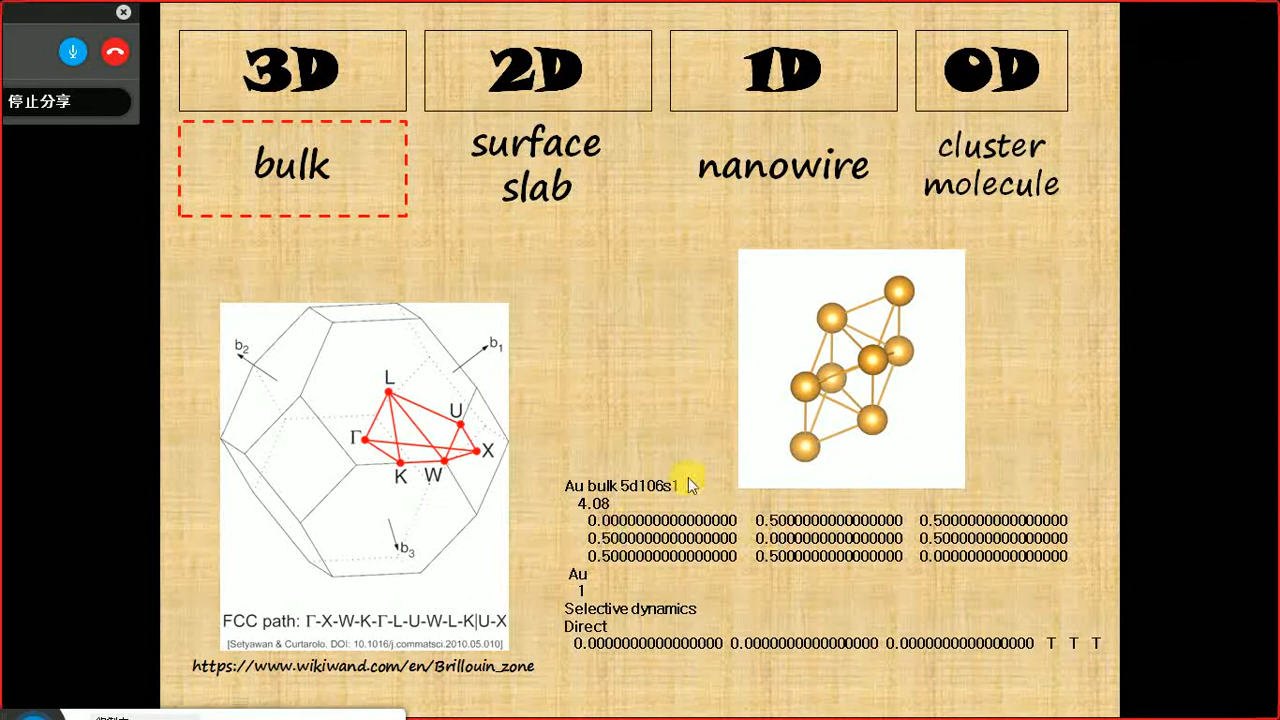 停止分享
3D 2D 1D 0D
bulk
surface
slab
nanowire
cluster
molecule
b2
b1
L
U
Γ
X
K
W
b3
FCC path: Γ-X-W-K-Γ-L-U-W-L-K|U-X
[Setyawan & Curtarolo. DOI: 10.1016/j.commatsci.2010.05.010]
https://www.wikiwand.com/en/Brillouin_zone
Au bulk 5d106s1
4.08
0.0000000000000000 0.5000000000000000 0.5000000000000000
0.5000000000000000 0.0000000000000000 0.5000000000000000
0.5000000000000000 0.5000000000000000 0.0000000000000000
Au
1
Selective dynamics
Direct
0.0000000000000000 0.0000000000000000 0.0000000000000000 T T T